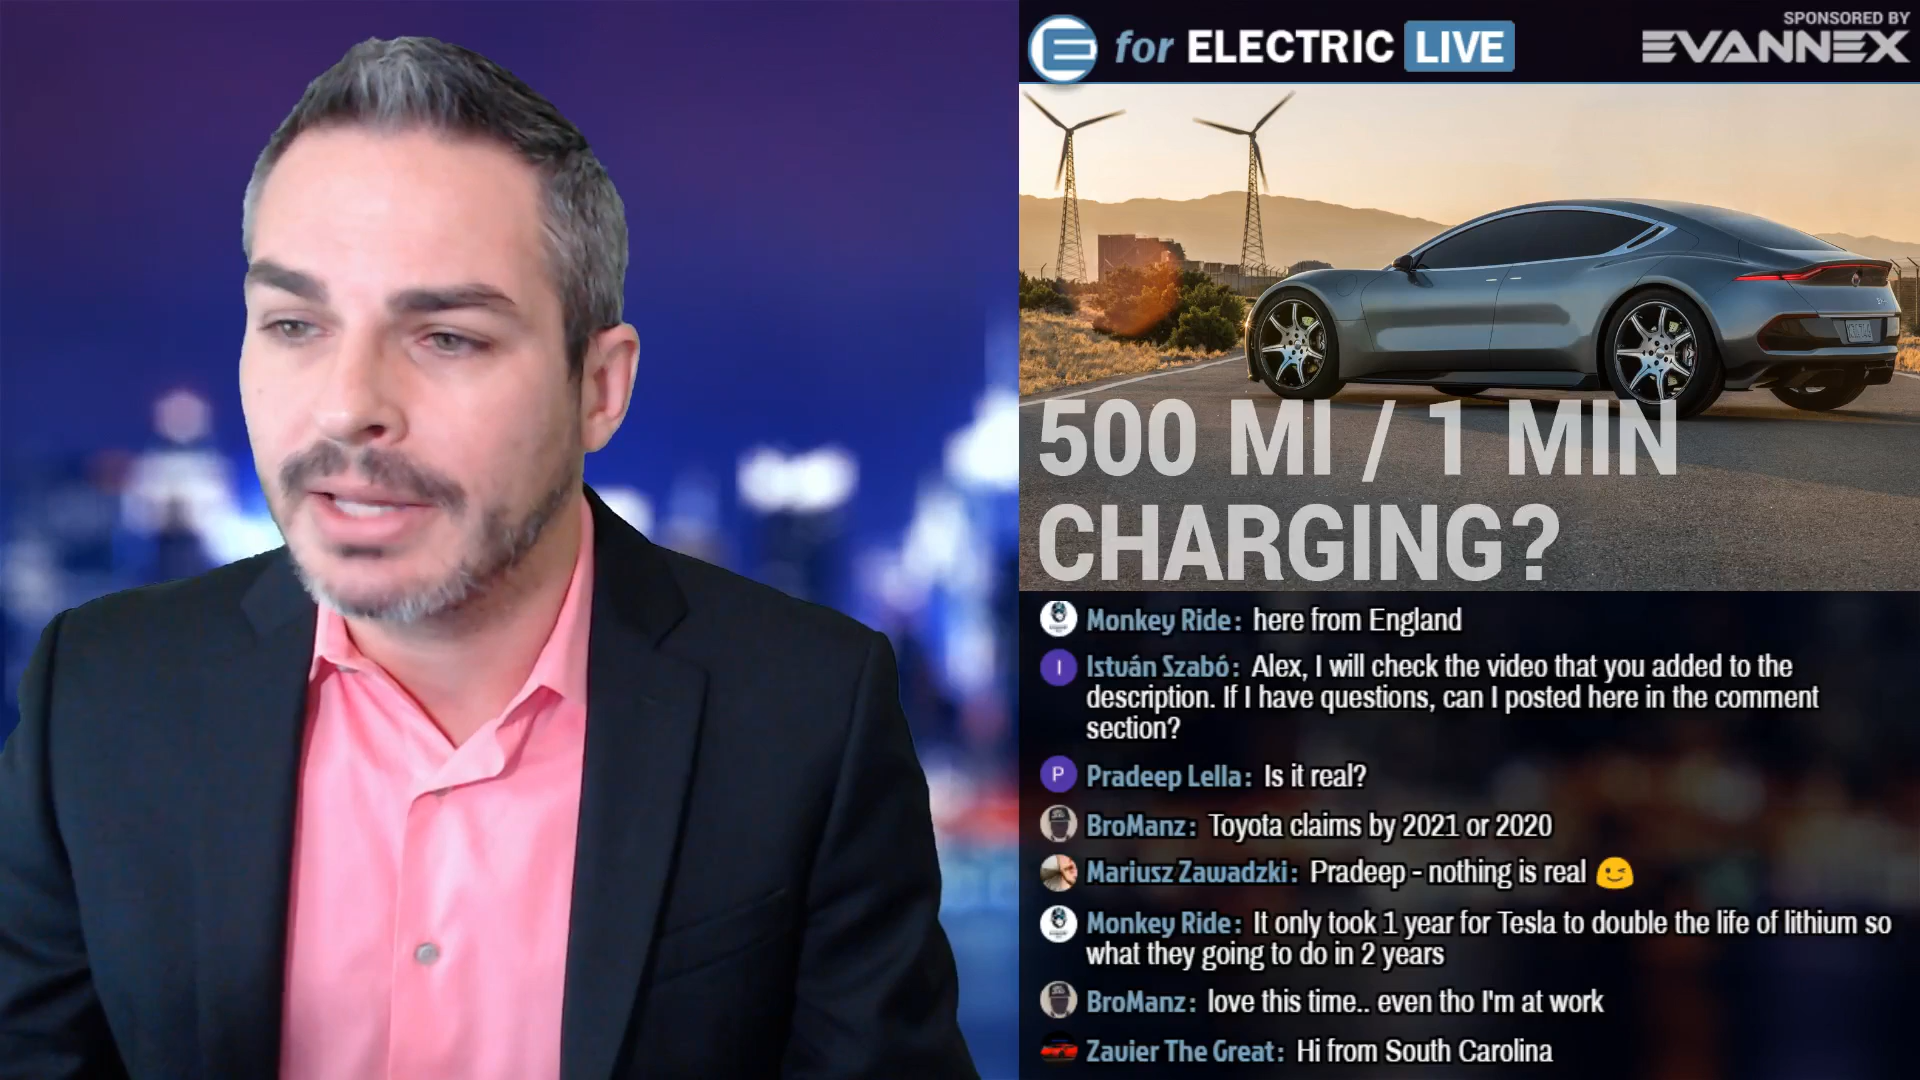 E for ELECTRIC LIVE
SPONSORED BY
EVANNEX
500 MI / 1 MIN
CHARGING?
Monkey Ride: here from England
I István Szabó: Alex, I will check the video that you added to the
description. If I have questions, can I posted here in the comment
section?
P Pradeep Lella: Is it real?
BroManz: Toyota claims by 2021 or 2020
Mariusz Zawadzki: Pradeep - nothing is real 😉
Monkey Ride: It only took 1 year for Tesla to double the life of lithium so
what they going to do in 2 years
BroManz: love this time.. even tho I'm at work
Zavier The Great: Hi from South Carolina